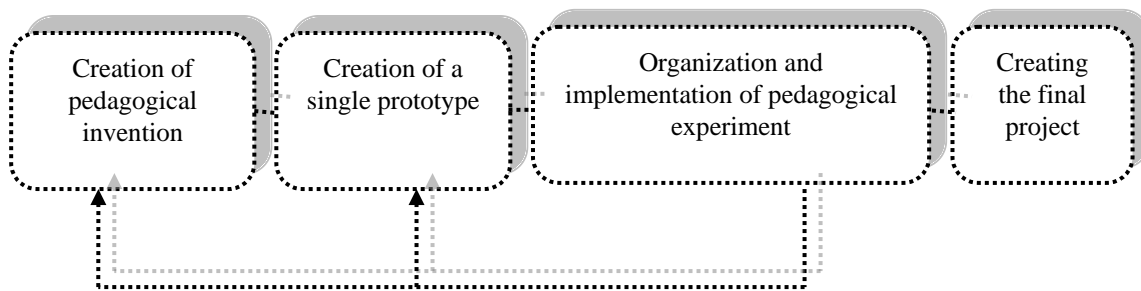 Creation of
pedagogical
invention
Creation of a
single prototype
Organization and
implementation of pedagogical
experiment
Creating
the final
project